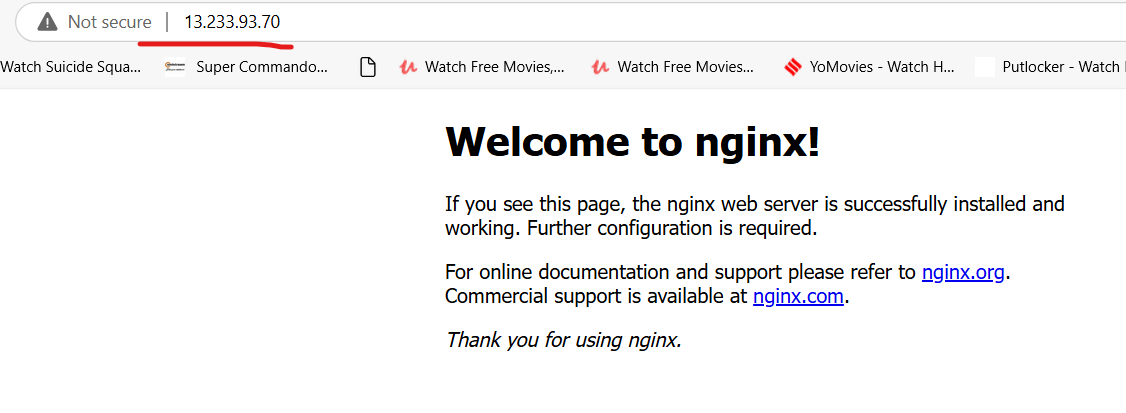 Not secure | 13.233.93.70
Watch Suicide Squa... Super Commando... Watch Free Movies,... Watch Free Movies... YoMovies - Watch H... Putlocker - Watch
Welcome to nginx!
If you see this page, the nginx web server is successfully installed and
working. Further configuration is required.
For online documentation and support please refer to nginx.org.
Commercial support is available at nginx.com.
Thank you for using nginx.